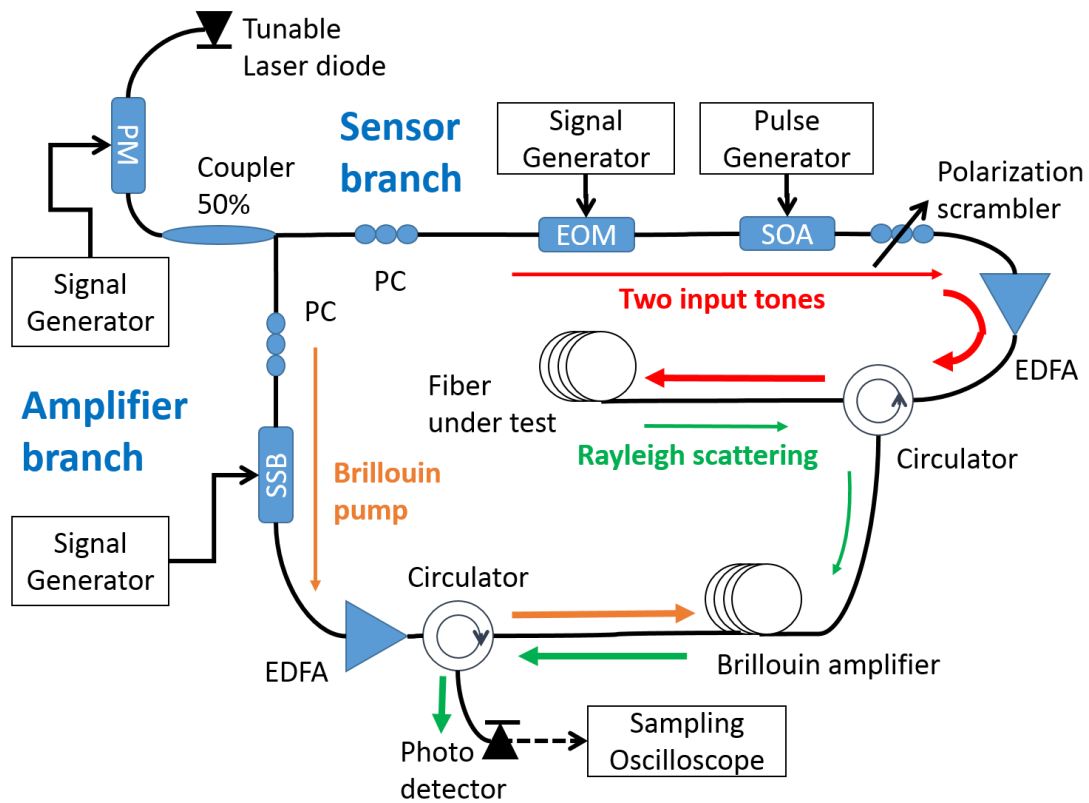 Tunable
Laser diode
PM
Coupler
50%
Signal
Generator
Sensor
branch
Signal
Generator
Pulse
Generator
Polarization
scrambler
EOM
SOA
PC
PC
Two input tones
EDFA
Fiber
under test
Rayleigh scattering
Circulator
Amplifier
branch
SSB
Brillouin
pump
Signal
Generator
Circulator
EDFA
Brillouin amplifier
Photo
detector
Sampling
Oscilloscope